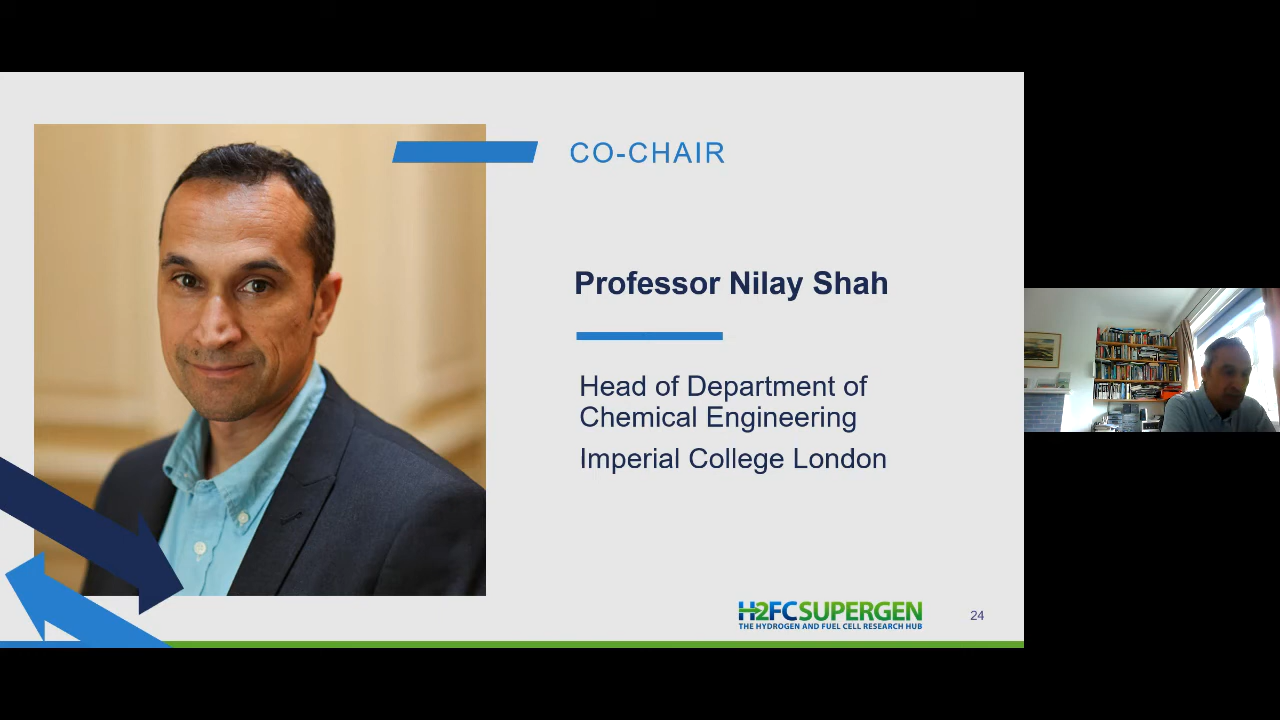 CO-CHAIR
Professor Nilay Shah
Head of Department of
Chemical Engineering
Imperial College London
H2FCSUPERGEN
THE HYDROGEN AND FUEL CELL RESEARCH HUB
24